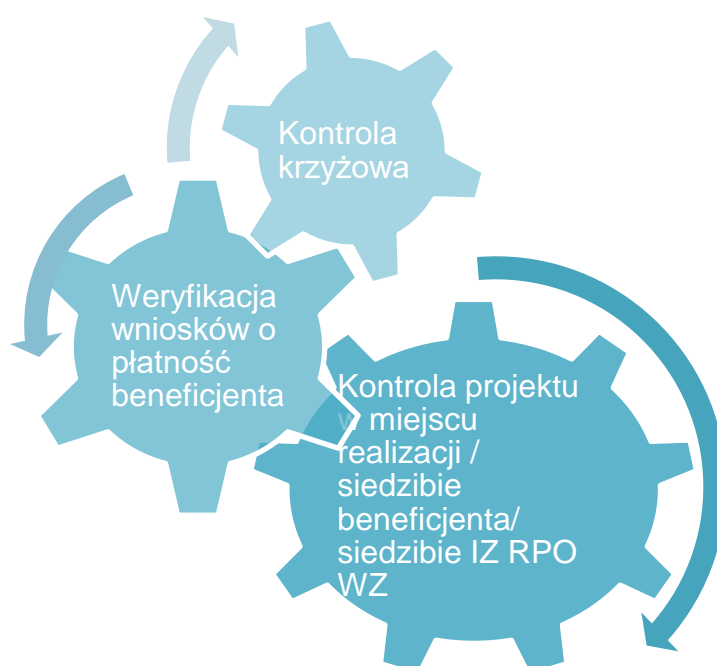 Kontrola
krzyżowa
Weryfikacja
wniosków o
płatność
beneficjenta
Kontrola projektu
w miejscu
realizacji /
siedzibie
beneficjenta/
siedzibie IZ RPO
WZ